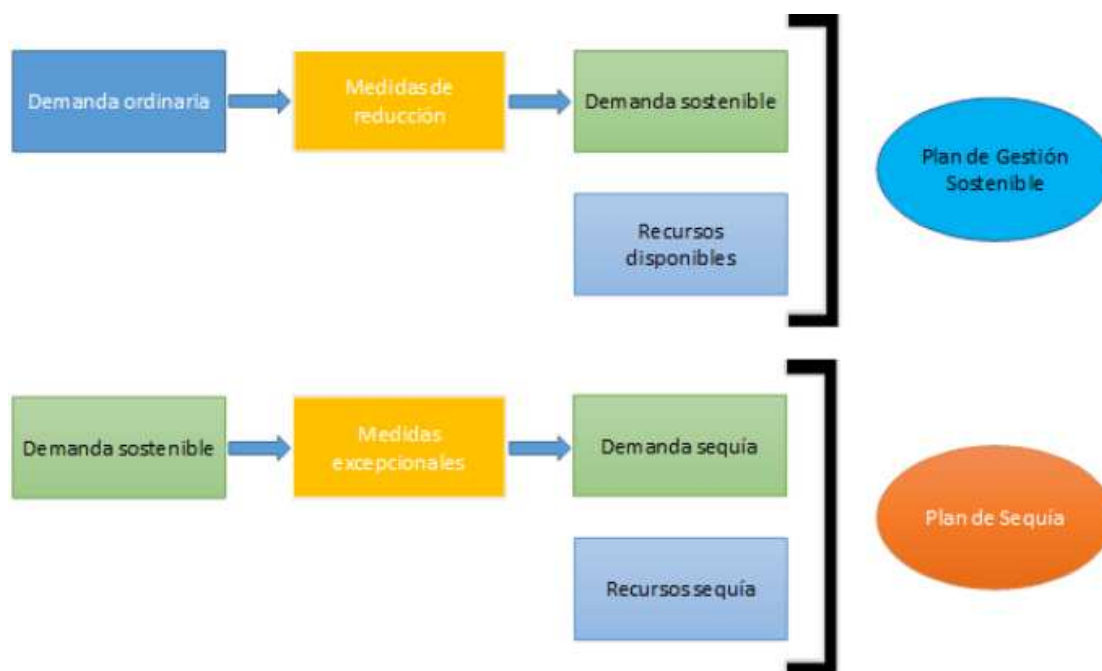 Demanda ordinaria
Medidas de
reducción
Demanda sostenible
Plan de Gestión
Sostenible
Recursos
disponibles
Demanda sostenible
Medidas
excepcionales
Demanda sequía
Plan de Sequía
Recursos sequía